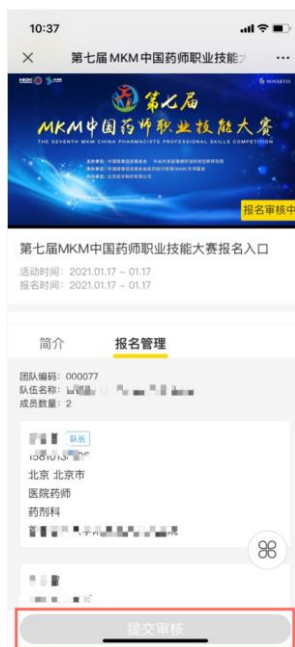 10:37
第七届MKM中国药师职业技能
第七届
MKM中国药师职业技能大赛
THE SEVENTH MKM CHINA PHARMACISTS PROFESSIONAL SKILLS COMPETITION
报名审核中
第七届MKM中国药师职业技能大赛报名入口
活动时间：2021.01.17 - 01.17
报名时间：2021.01.17 - 01.17
简介
报名管理
团队编码：000077
队伍名称：
成员数量：2
队长
北京 北京市
医院药师
药剂科
提交审核